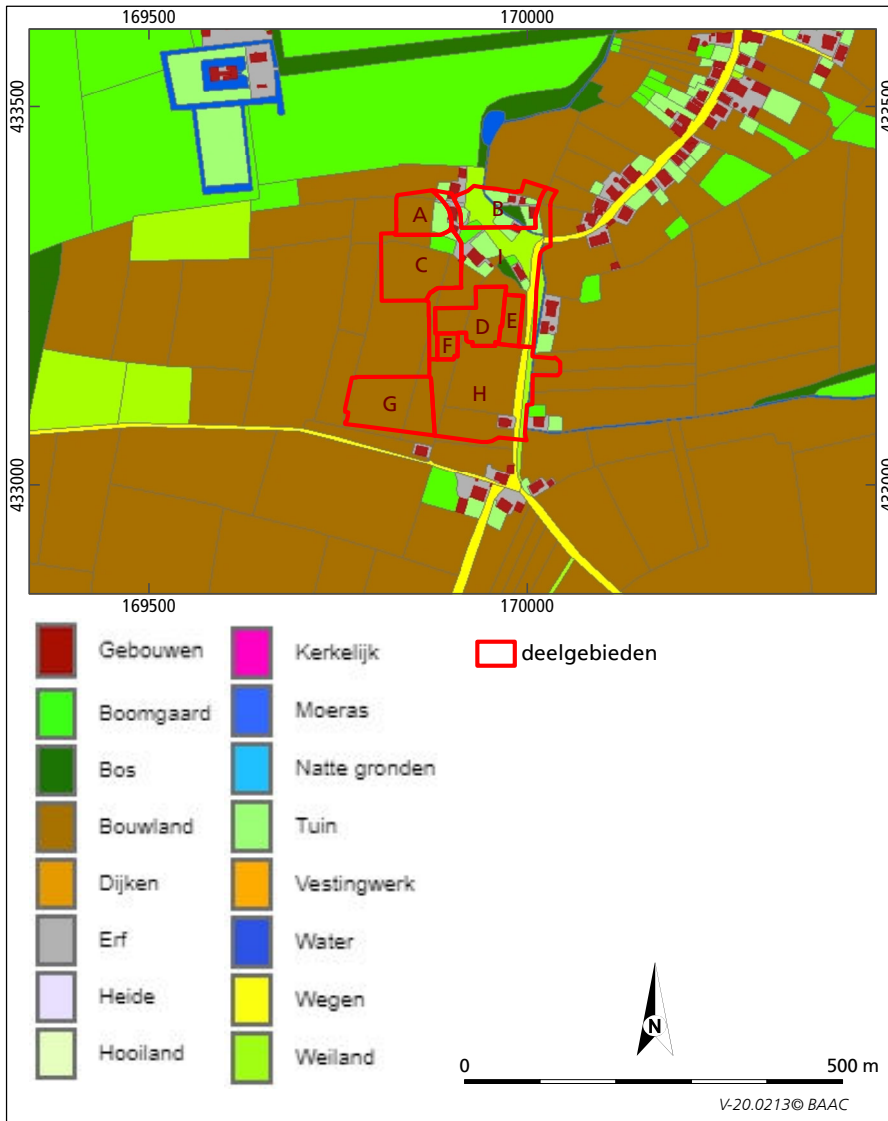 169500 170000
433500 433500
A B
C I
D E
F
G H
433000 433000
169500 170000
Gebouwen Kerkelijk deelgebieden
Boomgaard Moeras
Bos Natte gronden
Bouwland Tuin
Dijken Vestingwerk
Erf Water
Heide Wegen
Hooiland Weiland
N
0 500 m
V-20.0213© BAAC